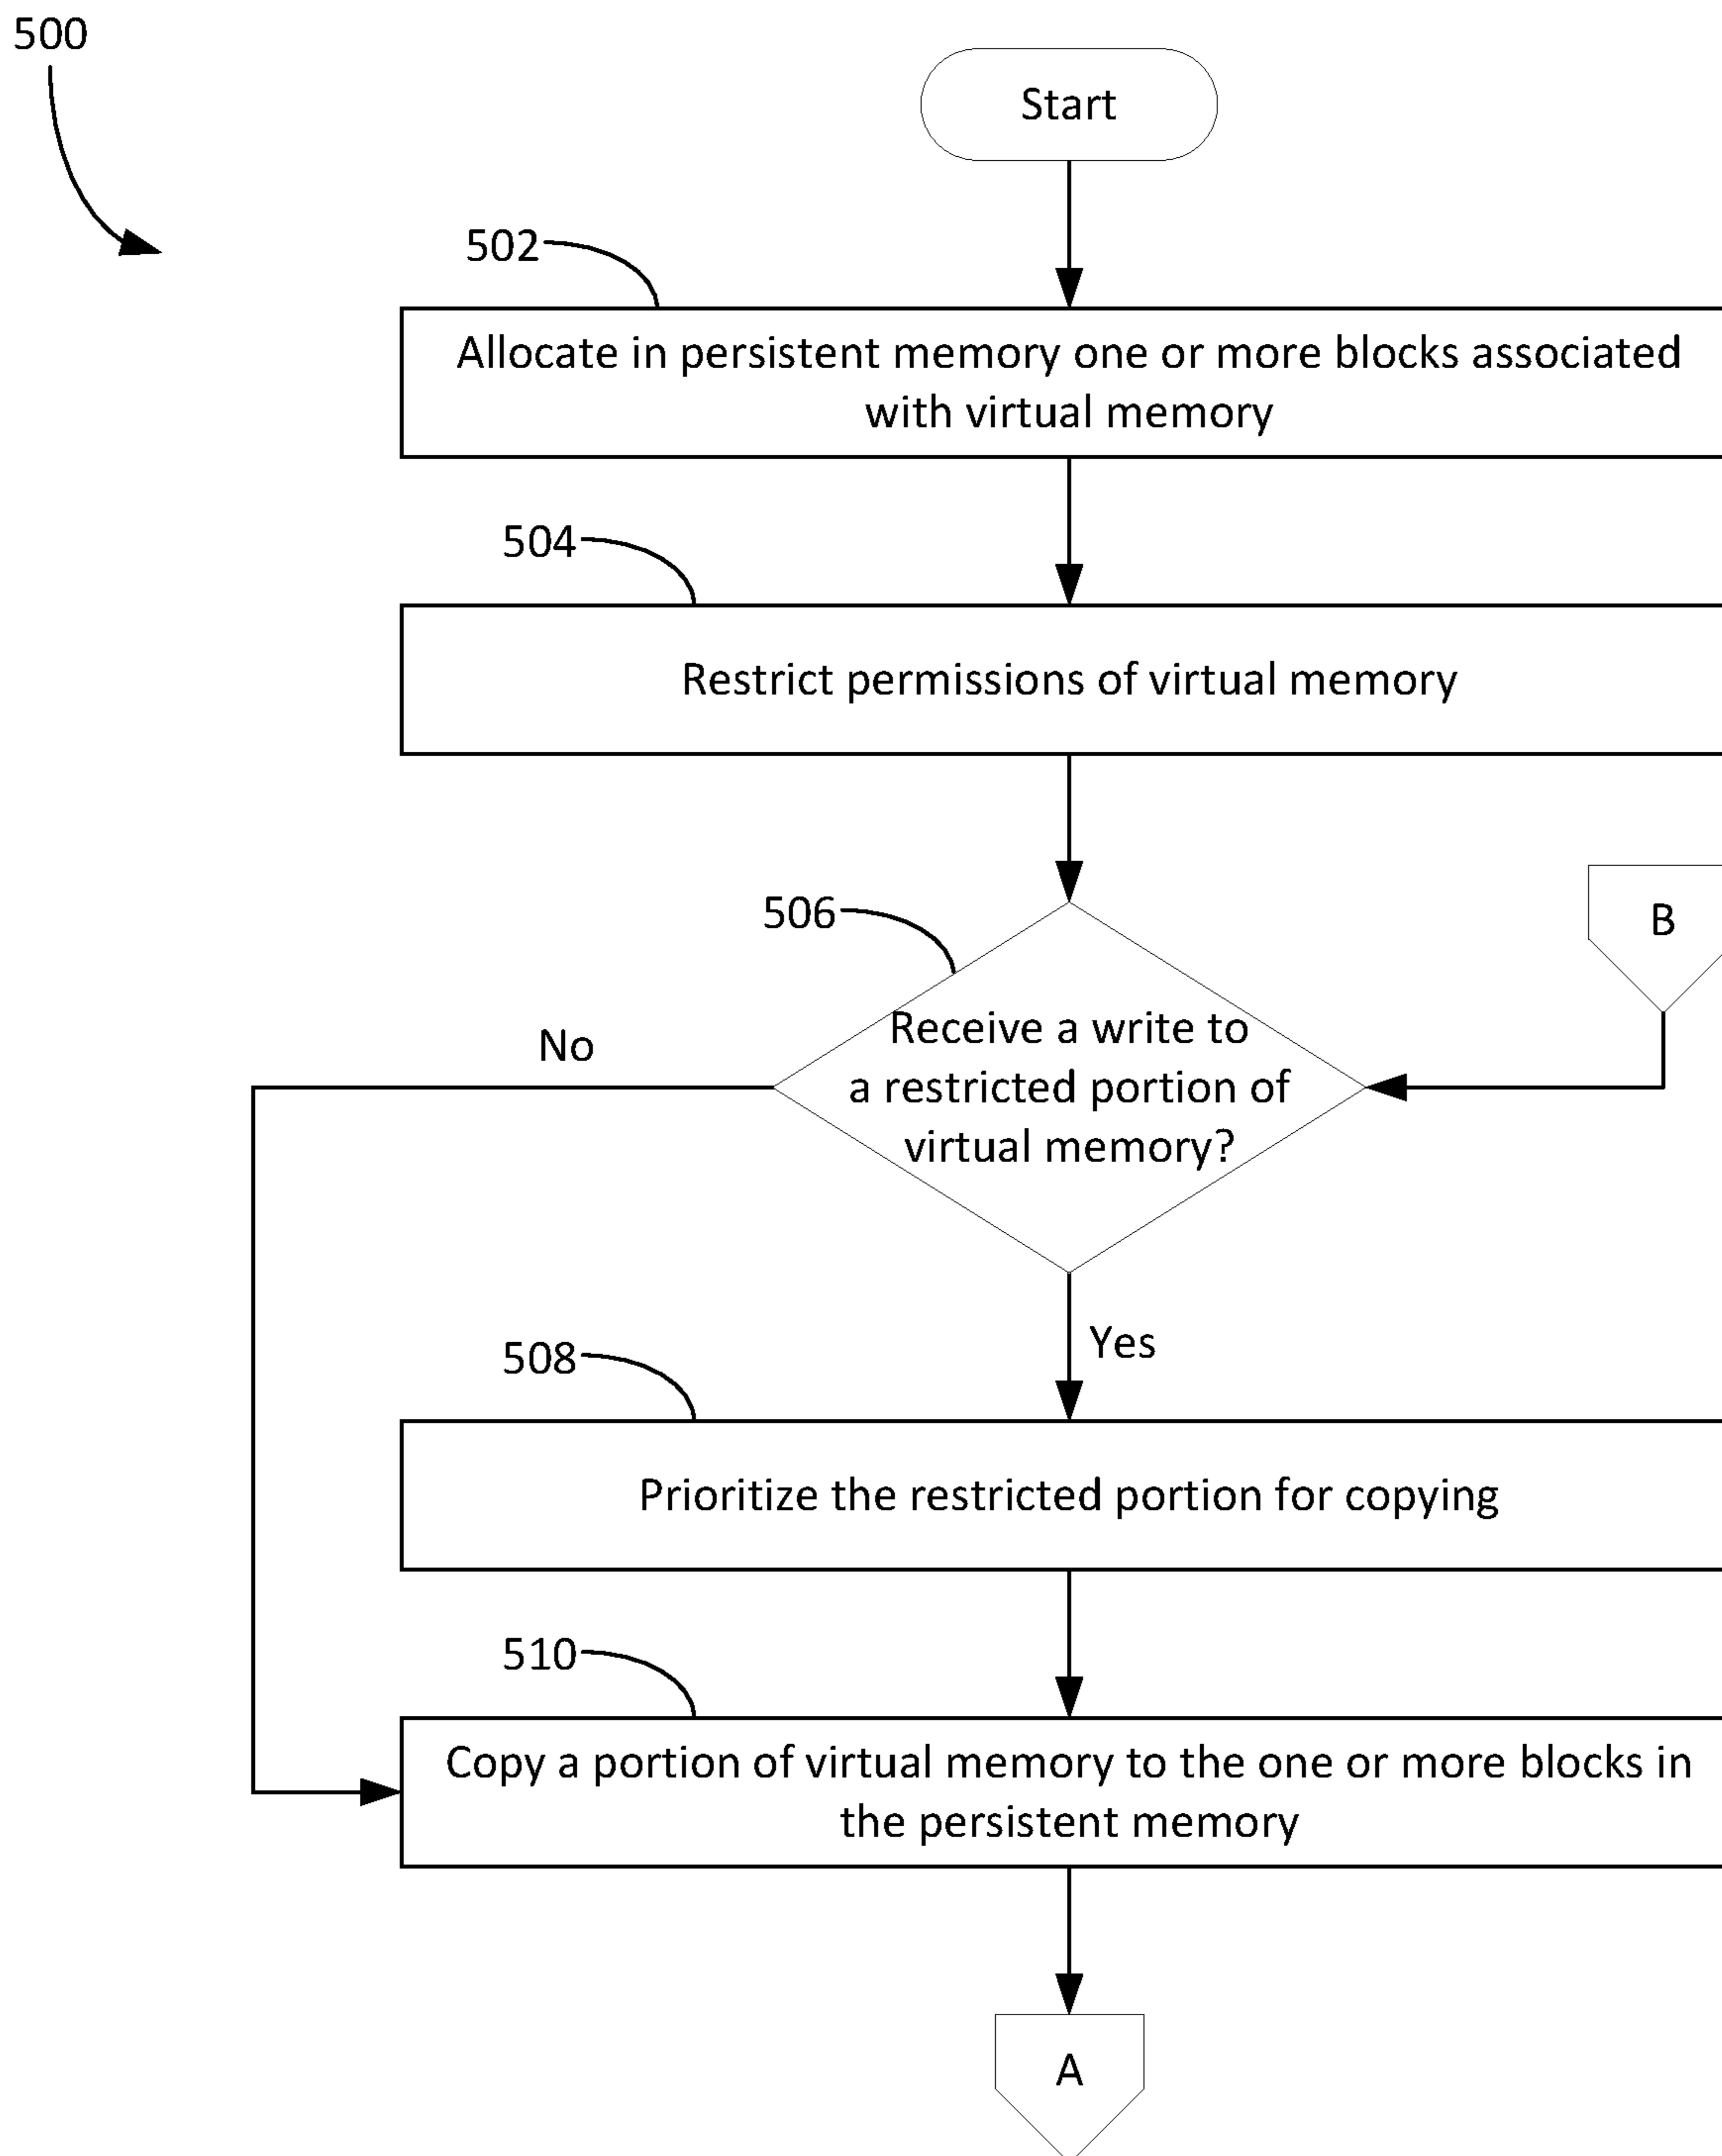 500
Start
502
Allocate in persistent memory one or more blocks associated
with virtual memory
504
Restrict permissions of virtual memory
506
B
Receive a write to
a restricted portion of
virtual memory?
No
Yes
508
Prioritize the restricted portion for copying
510
Copy a portion of virtual memory to the one or more blocks in
the persistent memory
A